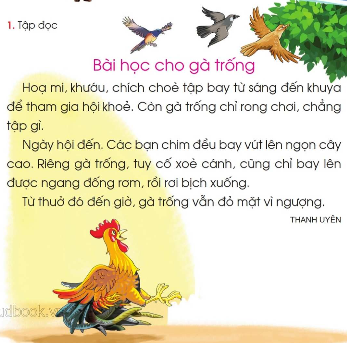 1. Tập đọc
Bài học cho gà trống
Hoạ mi, khướu, chích choè tập bay từ sáng đến khuya
để tham gia hội khoẻ. Còn gà trống chỉ rong chơi, chẳng
tập gì.
Ngày hội đến. Các bạn chim đều bay vút lên ngọn cây
cao. Riêng gà trống, tuy cố xoè cánh, cũng chỉ bay lên
được ngang đống rơm, rồi rơi bịch xuống.
Từ thuở đó đến giờ, gà trống vẫn đỏ mặt vì ngượng.
THANH UYÊN